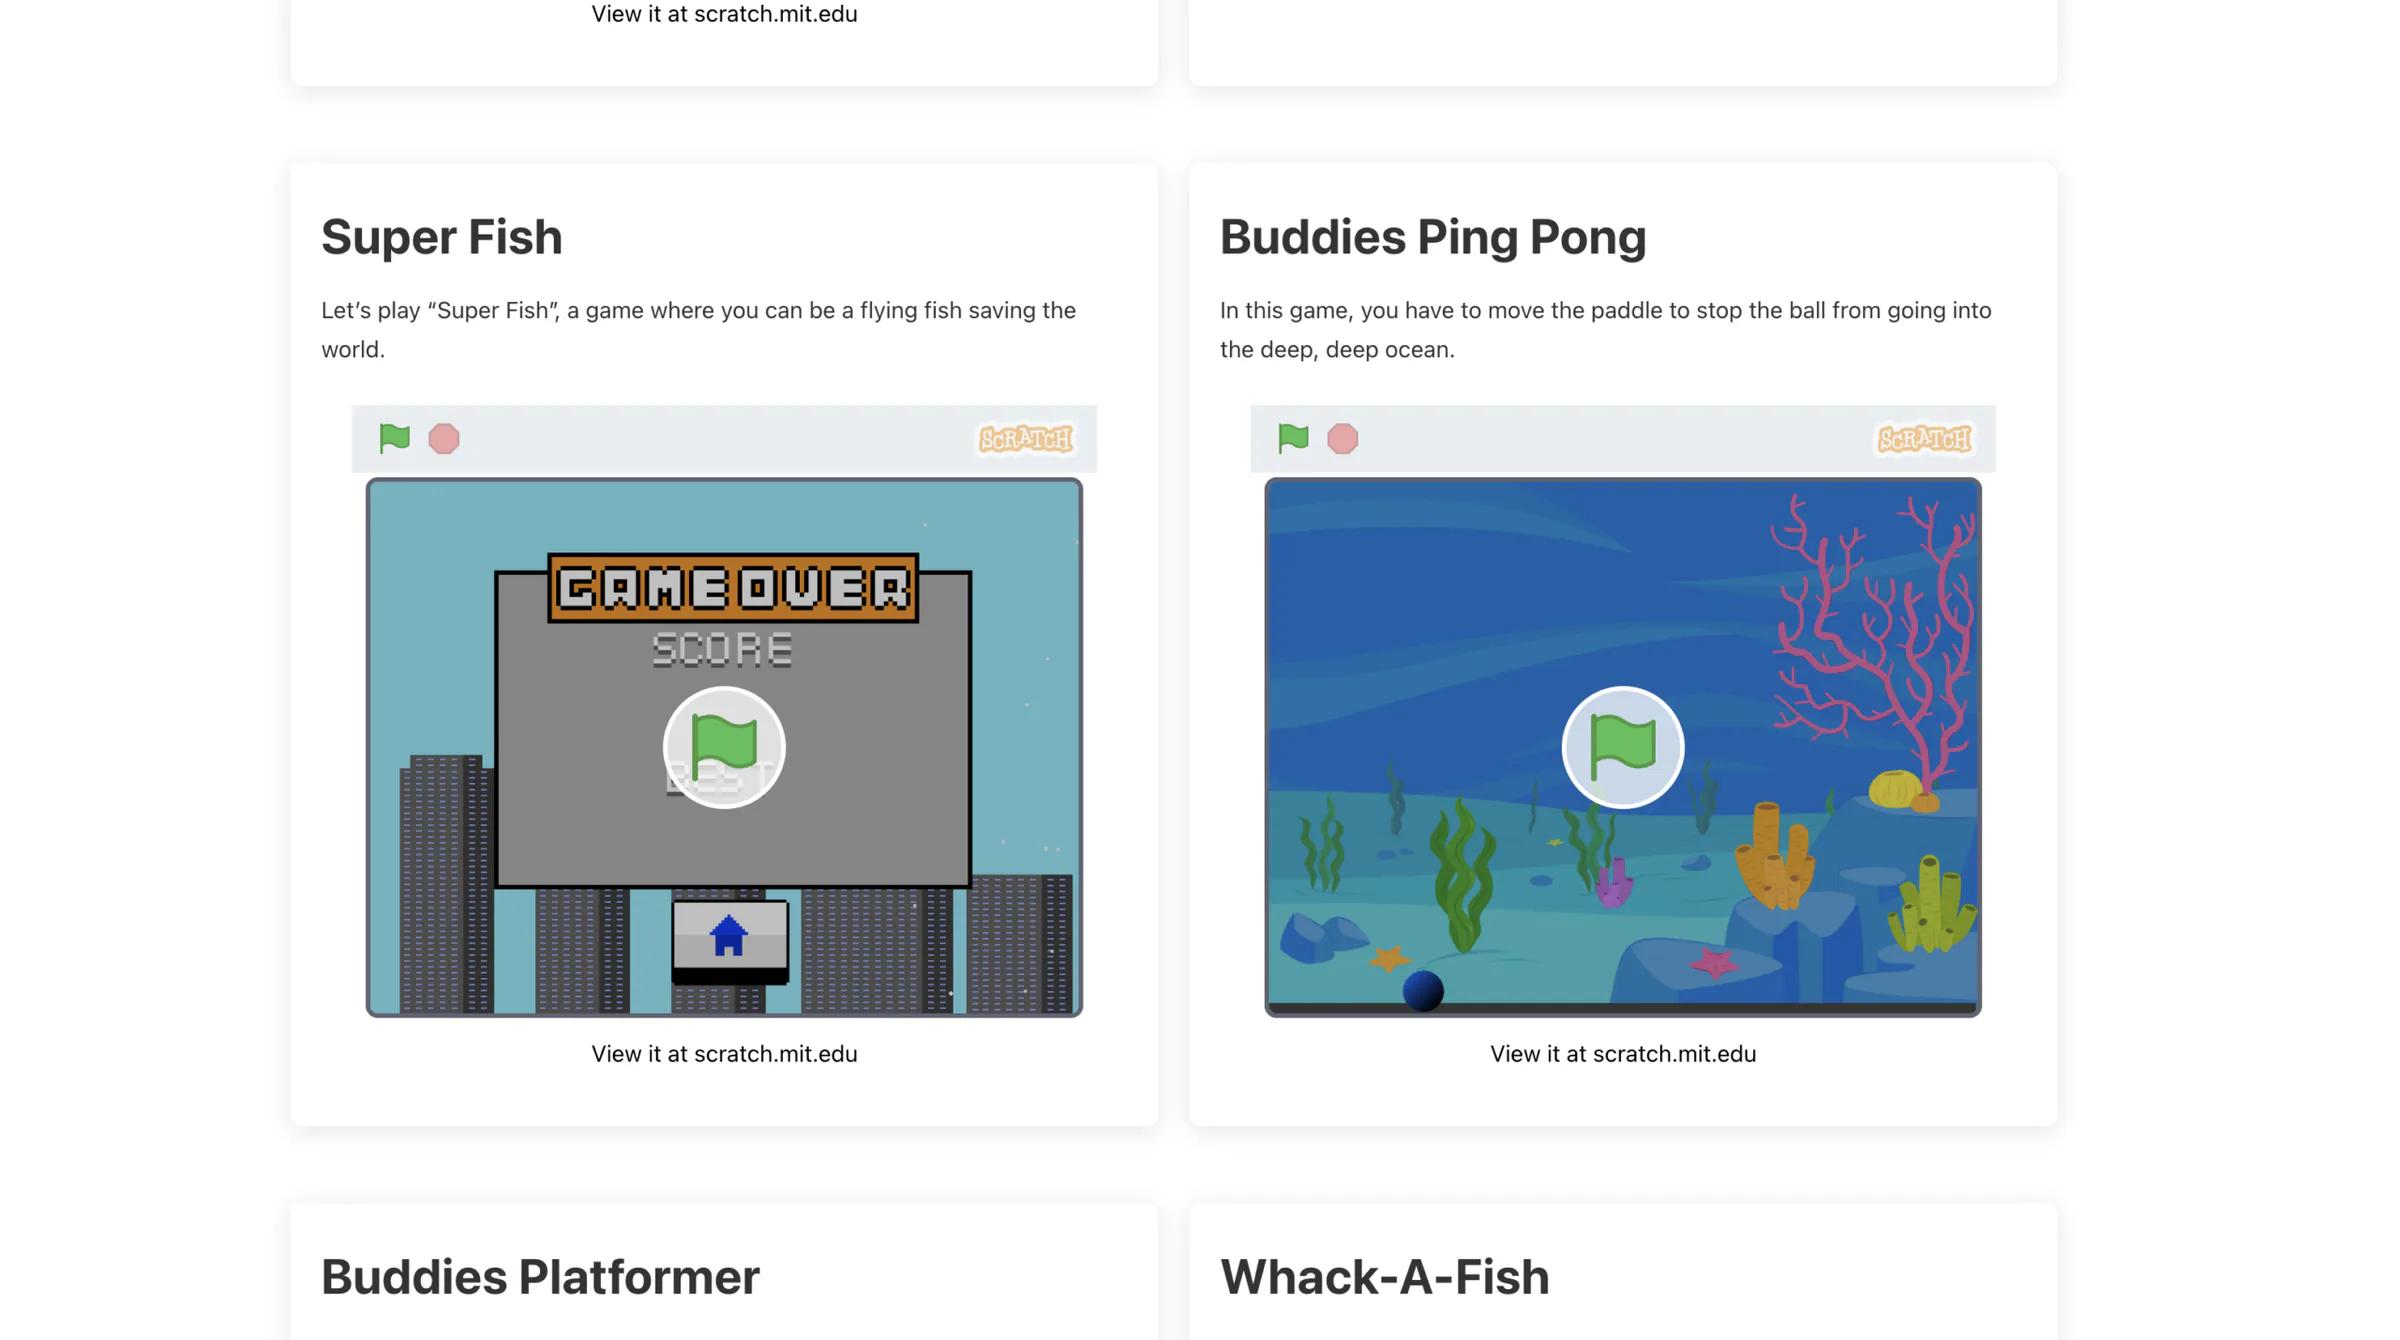 View it at scratch.mit.edu
Super Fish
Let’s play “Super Fish”, a game where you can be a flying fish saving the
world.
SCRATCH
GAMEOVER
SCORE
BEST
View it at scratch.mit.edu
Buddies Ping Pong
In this game, you have to move the paddle to stop the ball from going into
the deep, deep ocean.
SCRATCH
View it at scratch.mit.edu
Buddies Platformer
Whack-A-Fish